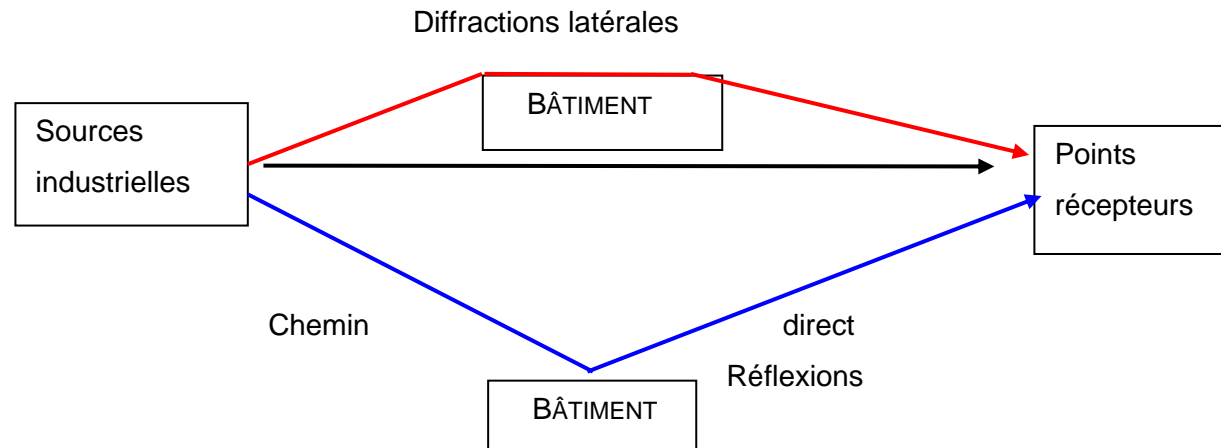 Diffractions latérales
BÂTIMENT
Sources
industrielles
Points
récepteurs
Chemin direct
Réflexions
BÂTIMENT